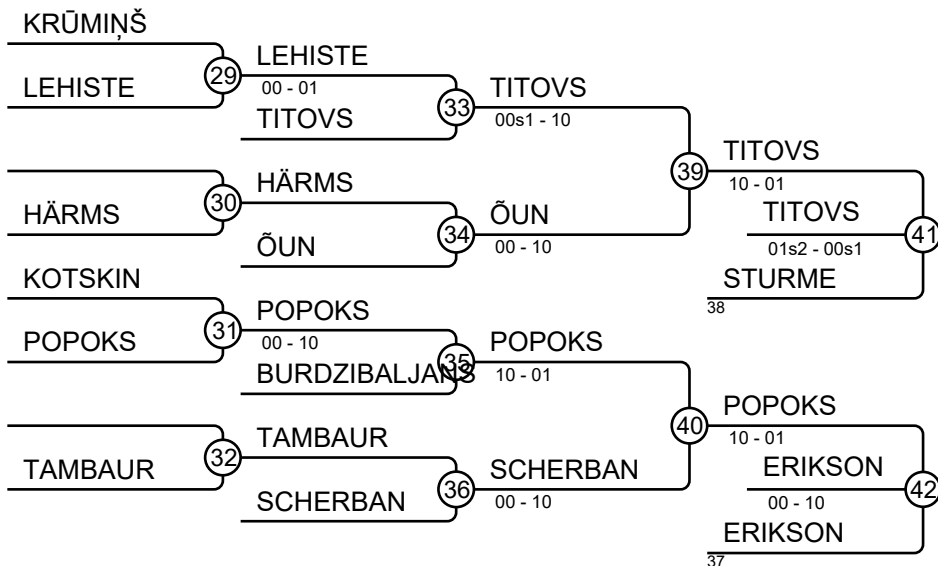 KRŪMIŅŠ
LEHISTE
29
LEHISTE
00 - 01
TITOVS
33
TITOVS
00s1 - 10
HÄRMS
30
HÄRMS
ÕUN
34
ÕUN
00 - 10
39
TITOVS
10 - 01
TITOVS
01s2 - 00s1
41
STURME
38
KOTSKIN
POPOKS
31
POPOKS
00 - 10
BURDZIBALJANS
35
POPOKS
10 - 01
TAMBAUR
32
TAMBAUR
SCHERBAN
36
SCHERBAN
00 - 10
40
POPOKS
10 - 01
ERIKSON
00 - 10
42
ERIKSON
37